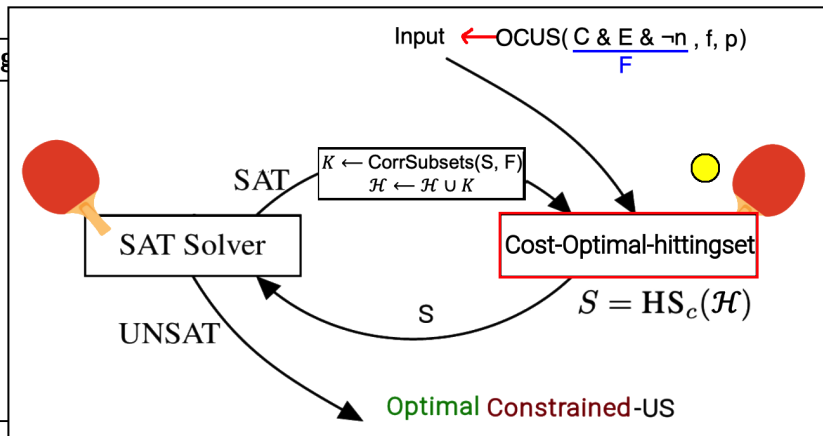 Input ← OCUS( C & E & ¬n , f, p)
F
K ← CorrSubsets(S, F)
ℋ ← ℋ ∪ K
SAT
SAT Solver
Cost-Optimal-hittingset
S = HS_c(ℋ)
S
UNSAT
Optimal Constrained-US